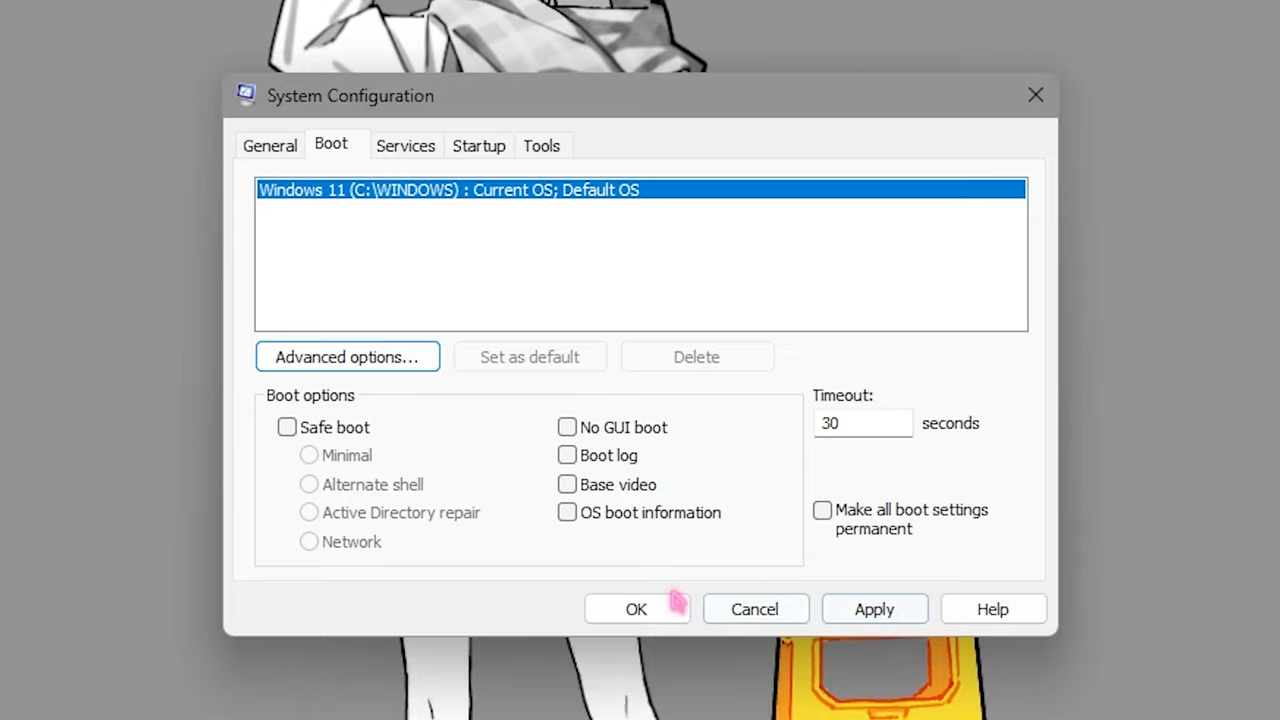 System Configuration
General Boot Services Startup Tools
Windows 11 (C:\WINDOWS) : Current OS; Default OS
Advanced options... Set as default Delete
Boot options
Timeout:
Safe boot No GUI boot 30 seconds
Minimal Boot log
Alternate shell Base video
Active Directory repair OS boot information Make all boot settings
permanent
Network
OK Cancel Apply Help